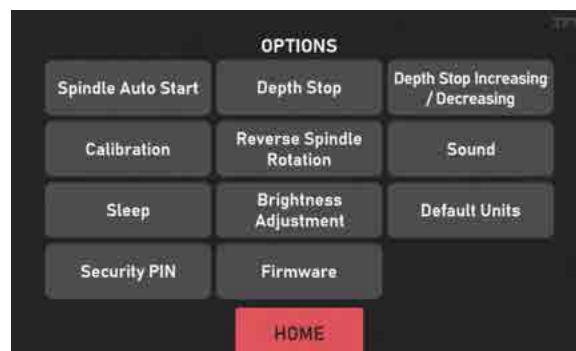 OPTIONS
Spindle Auto Start
Depth Stop
Depth Stop Increasing
/ Decreasing
Calibration
Reverse Spindle
Rotation
Sound
Sleep
Brightness
Adjustment
Default Units
Security PIN
Firmware
HOME